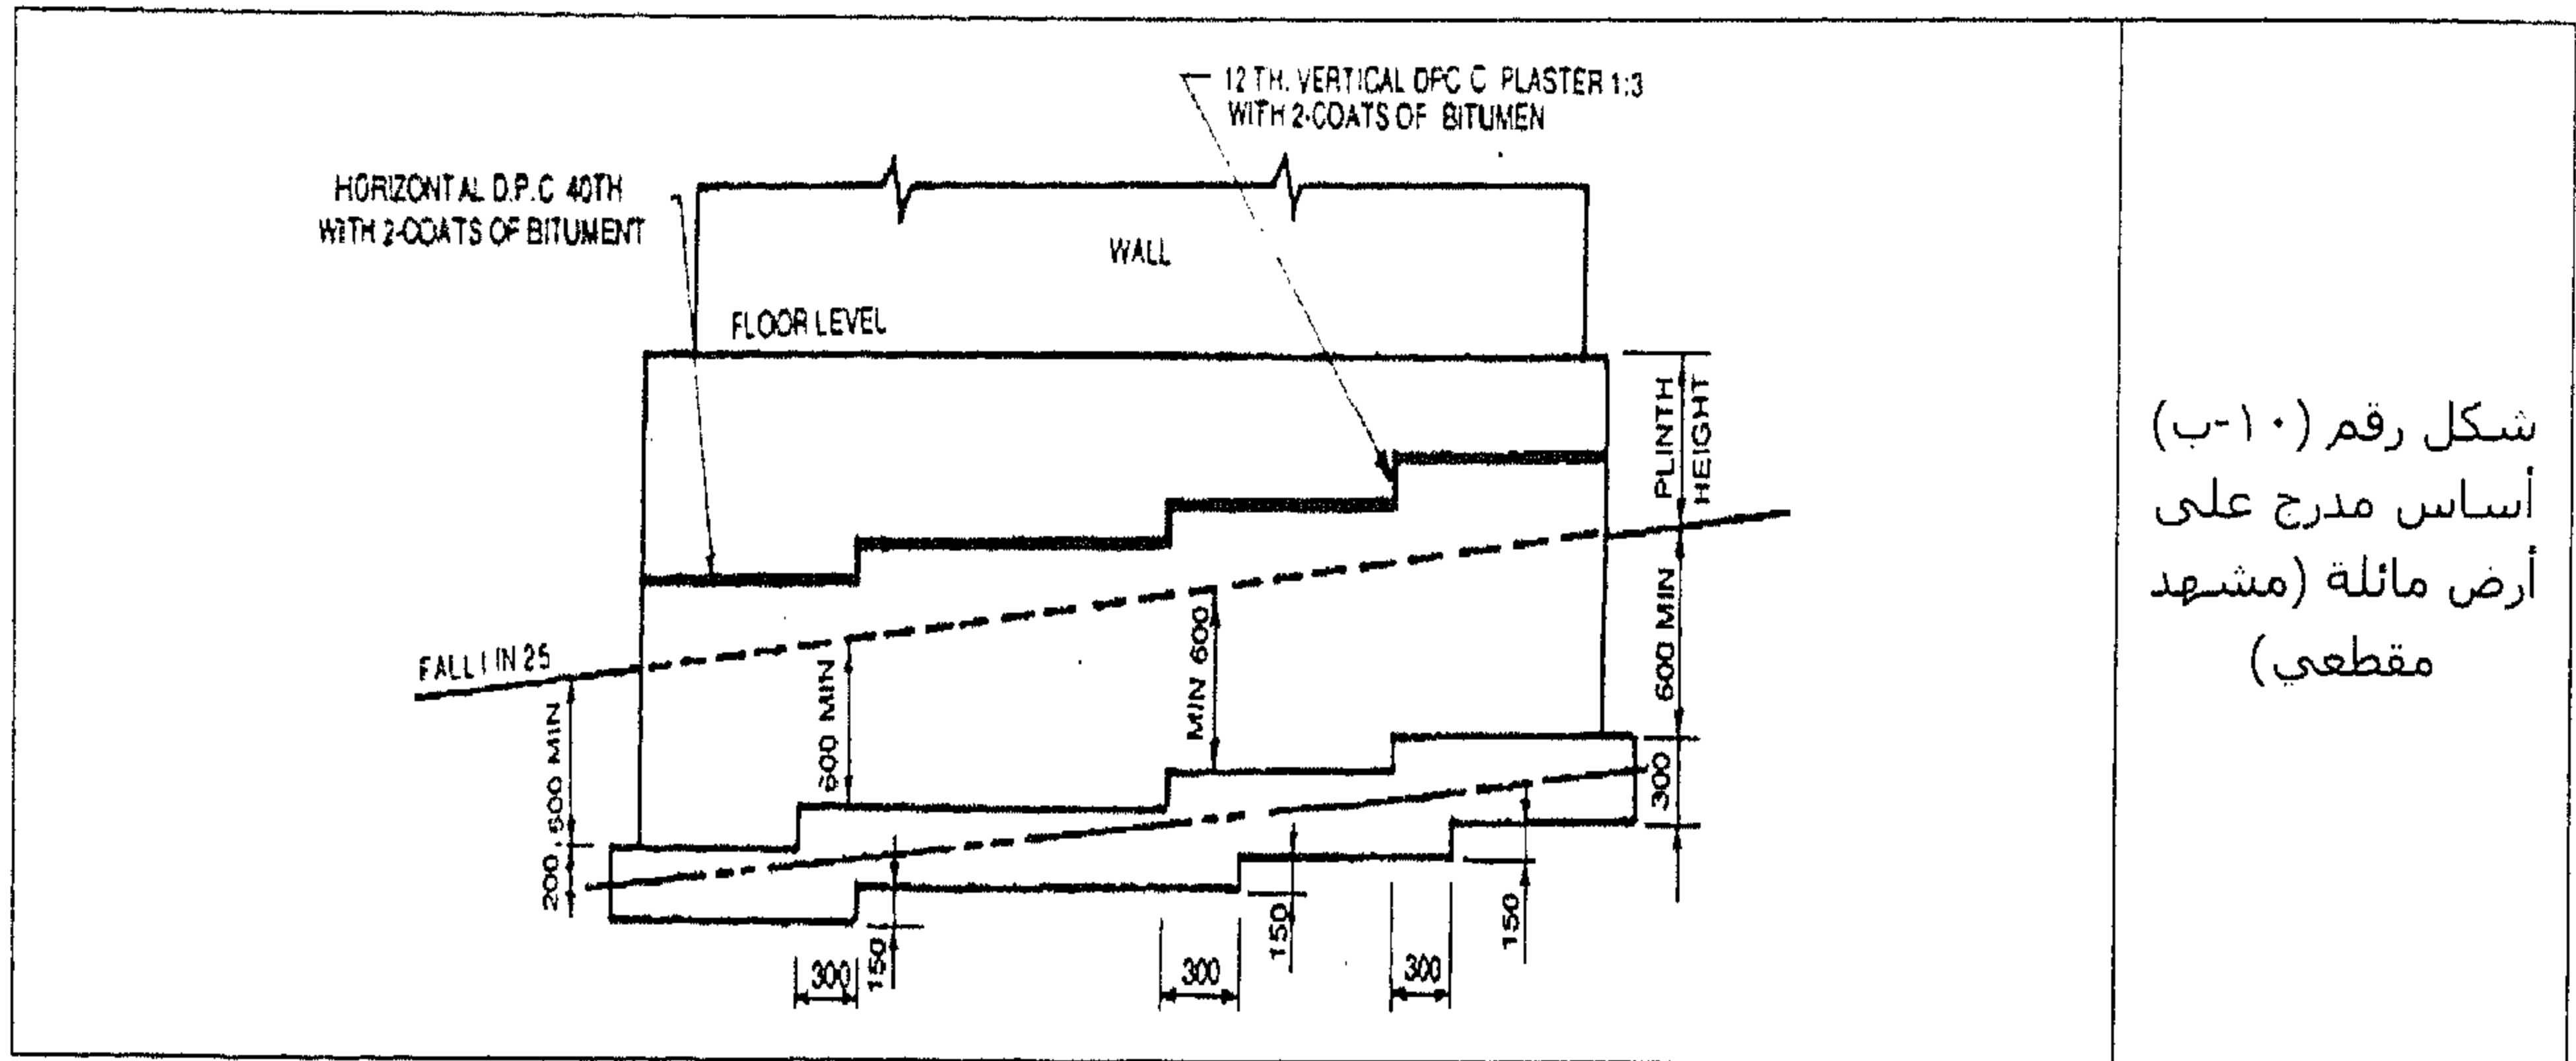 12 TH. VERTICAL DPC C PLASTER 1:3
WITH 2-COATS OF BITUMEN
HORIZONTAL D.P.C 40TH
WITH 2-COATS OF BITUMENT
WALL
FLOOR LEVEL
PLINTH
HEIGHT
FALL I IN 25
600 MIN
MIN 600
600 MIN
600 MIN
200
300
150
150
150
300
300
300
شكل رقم (١٠-ب)
أساس مدرج على
أرض مائلة (مشهد
مقطعي)